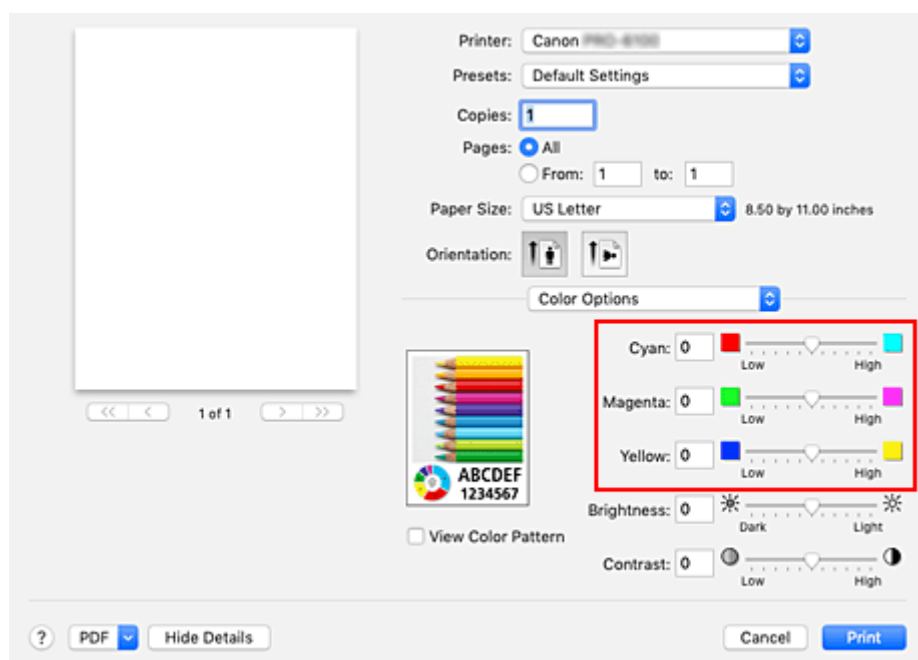 Printer: Canon
Presets: Default Settings
Copies: 1
Pages: All
From: 1 to: 1
Paper Size: US Letter 8.50 by 11.00 inches
Orientation:
Color Options
Cyan: 0
Low High
Magenta: 0
Low High
Yellow: 0
Low High
ABCDEF
1234567
Brightness: 0
Dark Light
View Color Pattern
Contrast: 0
Low High
<< < 1 of 1 > >>
? PDF Hide Details Cancel Print